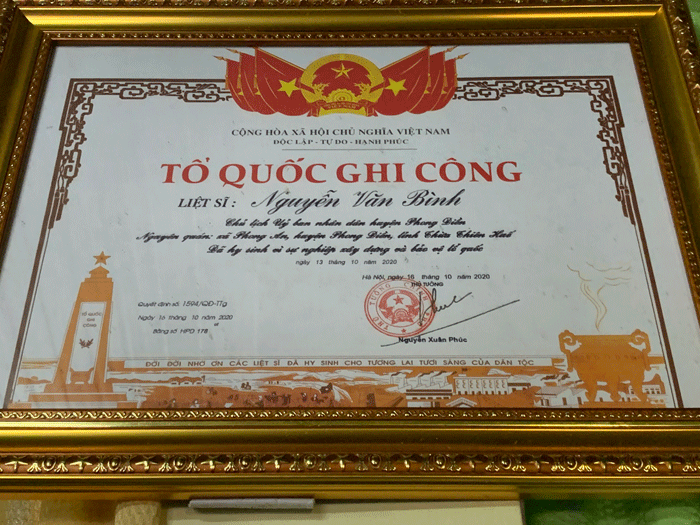 CỘNG HÒA XÃ HỘI CHỦ NGHĨA VIỆT NAM
ĐỘC LẬP - TỰ DO - HẠNH PHÚC
TỔ QUỐC GHI CÔNG
LIỆT SĨ: Nguyễn Văn Bình
Chủ tịch Uỷ ban nhân dân huyện Phong Điền
Nguyên quán: xã Phong An, huyện Phong Điền, tỉnh Thừa Thiên Huế
Đã hy sinh vì sự nghiệp xây dựng và bảo vệ tổ quốc
ngày 13 tháng 10 năm 2020
Hà Nội, ngày 16 tháng 10 năm 2020
THỦ TƯỚNG
Quyết định số: 1594/QĐ-TTg
Ngày 16 tháng 10 năm 2020
Bằng số: HPD 178
Nguyễn Xuân Phúc
TỔ QUỐC
GHI
CÔNG
ĐỜI ĐỜI NHỚ ƠN CÁC LIỆT SĨ ĐÃ HY SINH CHO TƯƠNG LAI TƯƠI SÁNG CỦA DÂN TỘC